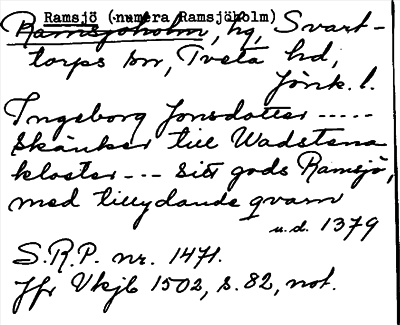 Ramsjö (numera Ramsjöholm)
Ramsjöholm, hg, Svart-
torps sn, Tveta hd,
Jönk. l.
Ingeborg Jonsdotter -----
skänker till Wadstena
kloster --- sitt gods Ramsjö,
med tillydande qvarn
u.d. 1379
S.R.P. nr. 1471.
Jfr Vkjb 1502, s. 82, not.